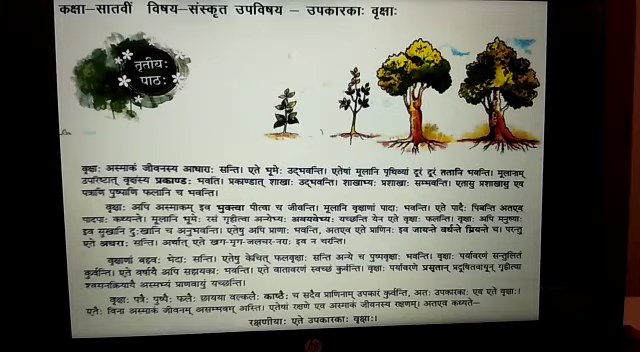 कक्षा–सातवीं विषय–संस्कृत उपविषय – उपकारकाः वृक्षाः
तृतीयः
पाठः
वृक्षाः अस्माकं जीवनस्य आधाराः सन्ति। एते भूमेः उद्भवन्ति। एतेषां मूलानि पृथिव्यां दूरं दूरं ततानि भवन्ति। मूलानाम्
उपरिष्टात् वृक्षस्य प्रकाण्डः भवति। प्रकाण्डात् शाखाः उद्भवन्ति। शाखाभ्यः प्रशाखाः सम्भवन्ति। एतासु प्रशाखासु एव
पत्राणि पुष्पाणि फलानि च भवन्ति।
वृक्षाः अपि अस्माकम् इव भुक्त्वा पीत्वा च जीवन्ति। मूलानि वृक्षाणां पादाः भवन्ति। एते पादैः पिबन्ति अतएव
पादपाः कथ्यन्ते। मूलानि भूमेः रसं गृहीत्वा अन्येभ्यः अवयवेभ्यः यच्छन्ति येन एते वृक्षाः फलन्ति। वृक्षाः अपि मनुष्याः
इव सुखानि दुःखानि च अनुभवन्ति। एतेषु अपि प्राणाः भवन्ति, अतएव एते प्राणिनः इव जायन्ते वर्धन्ते म्रियन्ते च। परन्तु
एते अचराः सन्ति। अर्थात् एते खग-मृग-जलचर-नराः इव न चरन्ति।
वृक्षाणां बहवः भेदाः सन्ति। एतेषु केचित् फलवृक्षाः सन्ति अन्ये च पुष्पवृक्षाः भवन्ति। वृक्षाः पर्यावरणं सन्तुलितं
कुर्वन्ति। एते वर्षायै अपि सहायकाः भवन्ति। एते वातावरणं स्वच्छं कुर्वन्ति। वृक्षाः पर्यावरणे प्रसृतान् प्रदूषितवायून् गृहीत्वा
श्वसनक्रियायै अस्मभ्यं प्राणवायुं यच्छन्ति।
वृक्षाः पत्रैः पुष्पैः फलैः छायया वल्कलैः काष्ठैः च सदैव प्राणिनाम् उपकारं कुर्वन्ति, अतः उपकारकाः एव एते वृक्षाः।
एतैः विना अस्माकं जीवनम् असम्भवम् अस्ति। एतेषां रक्षणे एव अस्माकं जीवनस्य रक्षणम्। अतएव कथ्यते–
रक्षणीयाः एते उपकारकाः वृक्षाः।
hp